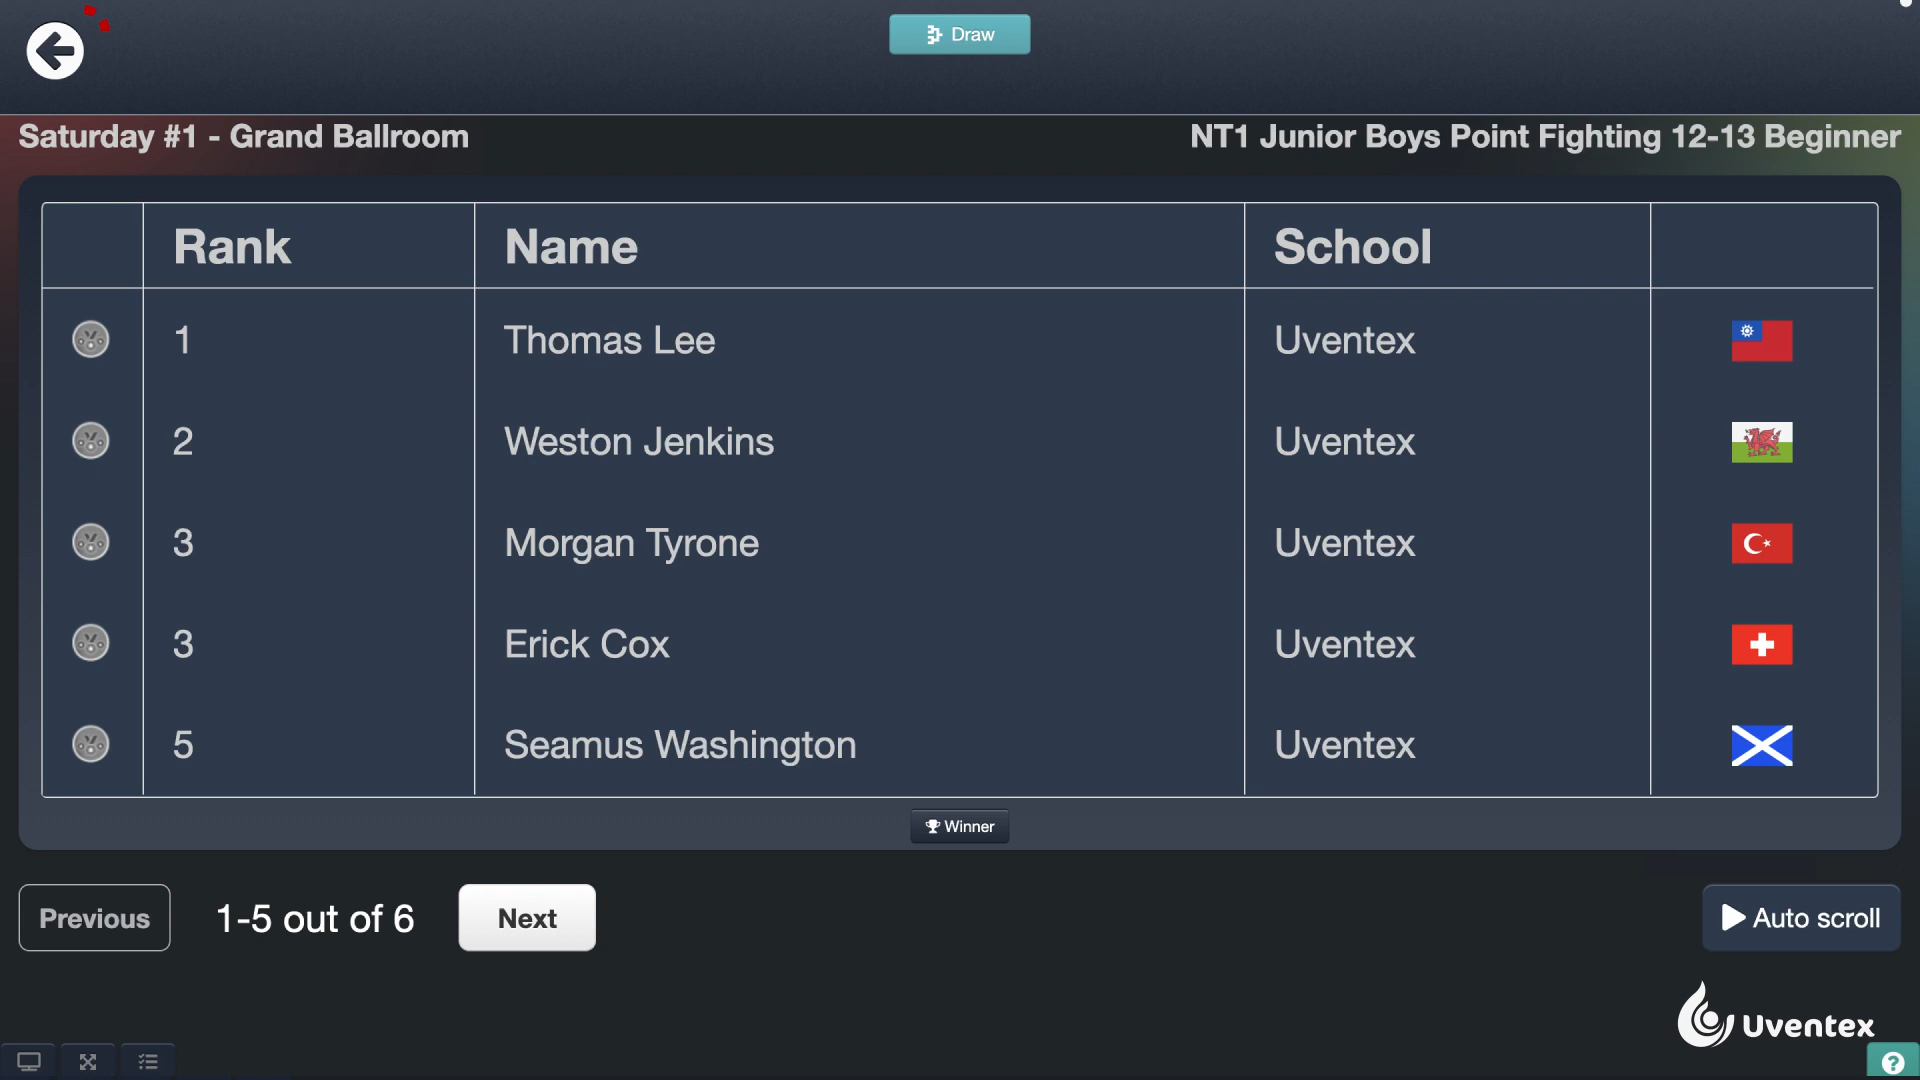 Draw
Saturday #1 - Grand Ballroom
NT1 Junior Boys Point Fighting 12-13 Beginner
Rank Name School
1 Thomas Lee Uventex
2 Weston Jenkins Uventex
3 Morgan Tyrone Uventex
3 Erick Cox Uventex
5 Seamus Washington Uventex
Winner
Previous 1-5 out of 6 Next Auto scroll
Uventex
?